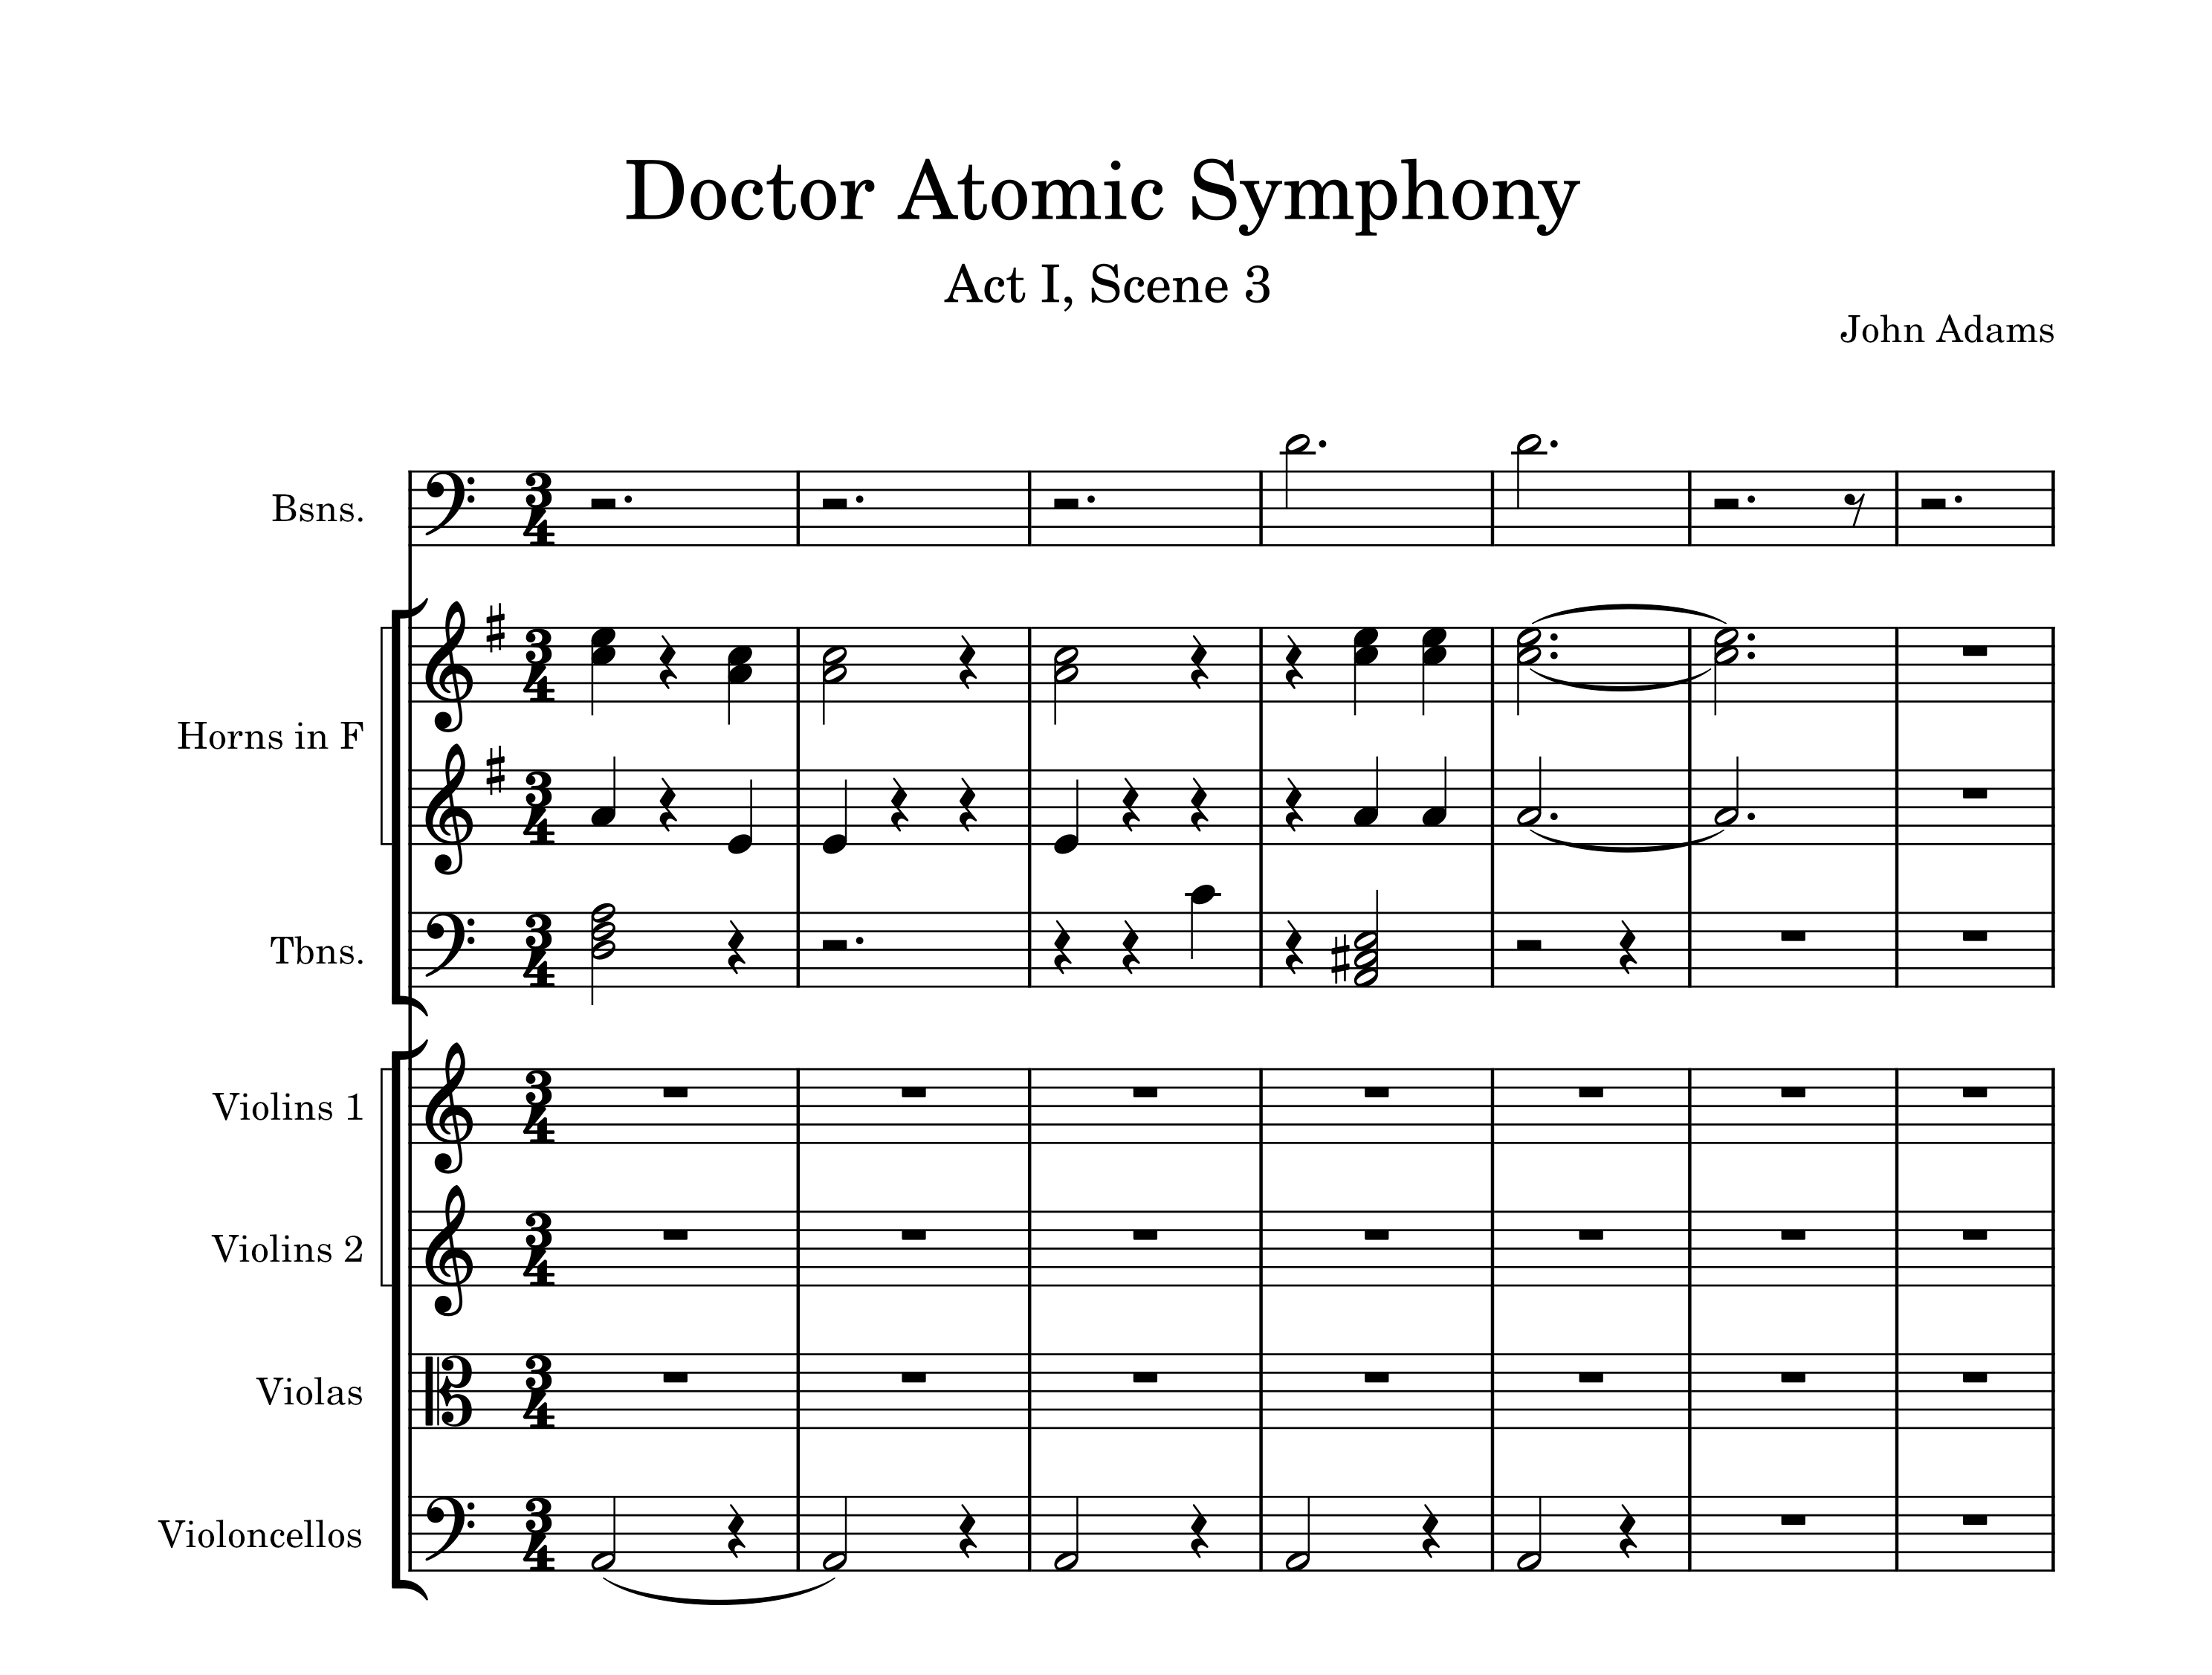 Doctor Atomic Symphony
Act I, Scene 3
John Adams
Bsns.
Horns in F
Tbns.
Violins 1
Violins 2
Violas
Violoncellos